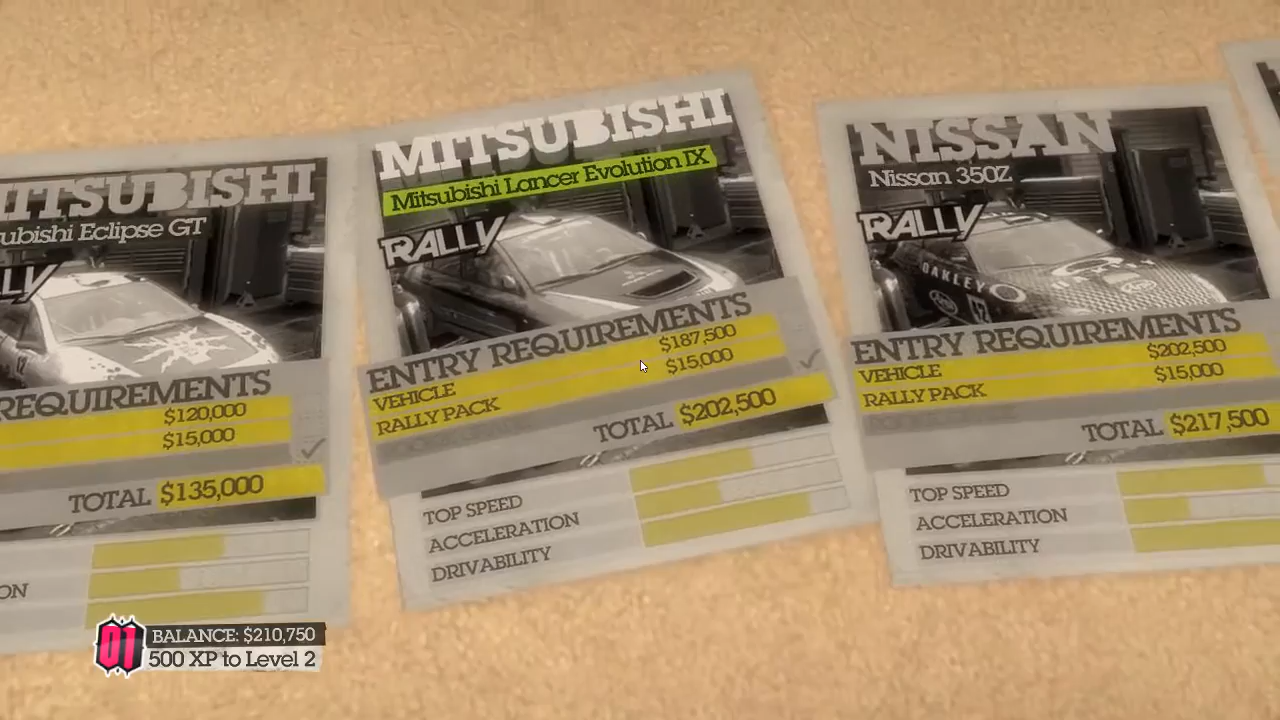 MITSUBISHI
ubishi Eclipse GT
LLY
REQUIREMENTS
$120,000
$15,000
TOTAL $135,000
ON
MITSUBISHI
Mitsubishi Lancer Evolution IX
RALLY
ENTRY REQUIREMENTS
VEHICLE $187,500
RALLY PACK $15,000
TOTAL $202,500
TOP SPEED
ACCELERATION
DRIVABILITY
NISSAN
Nissan 350Z
RALLY
OAKLEY
ENTRY REQUIREMENTS
VEHICLE $202,500
RALLY PACK $15,000
TOTAL $217,500
TOP SPEED
ACCELERATION
DRIVABILITY
01
BALANCE: $210,750
500 XP to Level 2